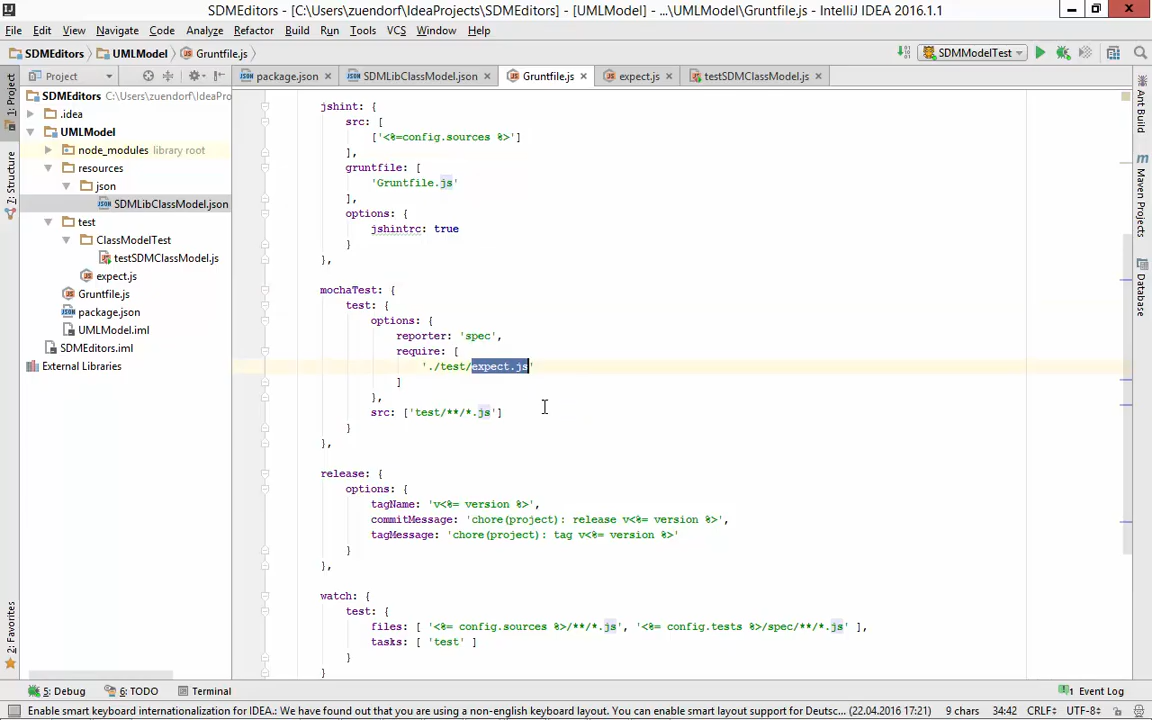 SDMEditors - [C:\Users\zuendorf\IdeaProjects\SDMEditors] - [UMLModel] - ...\UMLModel\Gruntfile.js - IntelliJ IDEA 2016.1.1
File Edit View Navigate Code Analyze Refactor Build Run Tools VCS Window Help
SDMEditors UMLModel Gruntfile.js SDMModelTest
Project package.json SDMLibClassModel.json Gruntfile.js expect.js testSDMClassModel.js
1: Project
Z: Structure
2: Favorites
SDMEditors C:\Users\zuendorf\IdeaPro
.idea
UMLModel
node_modules library root
resources
json
SDMLibClassModel.json
test
ClassModelTest
testSDMClassModel.js
expect.js
Gruntfile.js
package.json
UMLModel.iml
SDMEditors.iml
External Libraries
jshint: {
src: [
['<%=config.sources %>']
],
gruntfile: [
'Gruntfile.js'
],
options: {
jshintrc: true
}
},
mochaTest: {
test: {
options: {
reporter: 'spec',
require: [
'./test/expect.js'
]
},
src: ['test/**/*.js']
}
},
release: {
options: {
tagName: 'v<%= version %>',
commitMessage: 'chore(project): release v<%= version %>',
tagMessage: 'chore(project): tag v<%= version %>'
}
},
watch: {
test: {
files: [ '<%= config.sources %>/**/*.js', '<%= config.tests %>/spec/**/*.js' ],
tasks: [ 'test' ]
}
}
Ant Build
Maven Projects
Database
5: Debug 6: TODO Terminal 1 Event Log
Enable smart keyboard internationalization for IDEA.: We have found out that you are using a non-english keyboard layout. You can enable smart layout support for Deutsc... (22.04.2016 17:21) 9 chars 34:42 CRLF÷ UTF-8÷